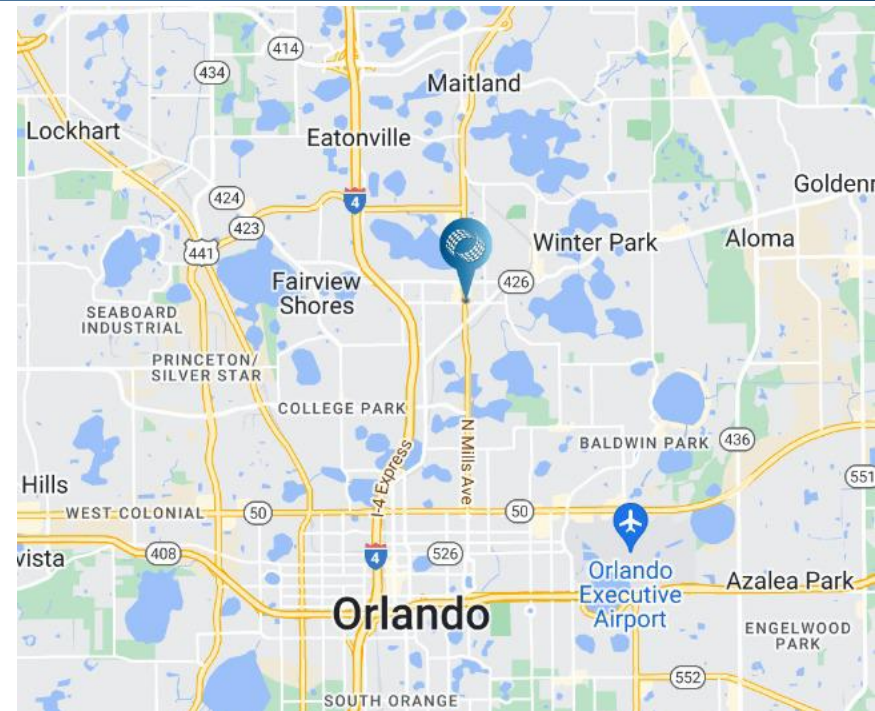 414
434
Maitland
Lockhart
Eatonville
424
4
Goldenr
423
441
Winter Park
Aloma
Fairview
Shores
426
SEABOARD
INDUSTRIAL
PRINCETON/
SILVER STAR
COLLEGE PARK
N Mills Ave
BALDWIN PARK
436
I-4 Express
Hills
551
WEST COLONIAL
50
50
vista
408
4
526
Orlando
Executive
Airport
Azalea Park
Orlando
ENGELWOOD
PARK
552
SOUTH ORANGE